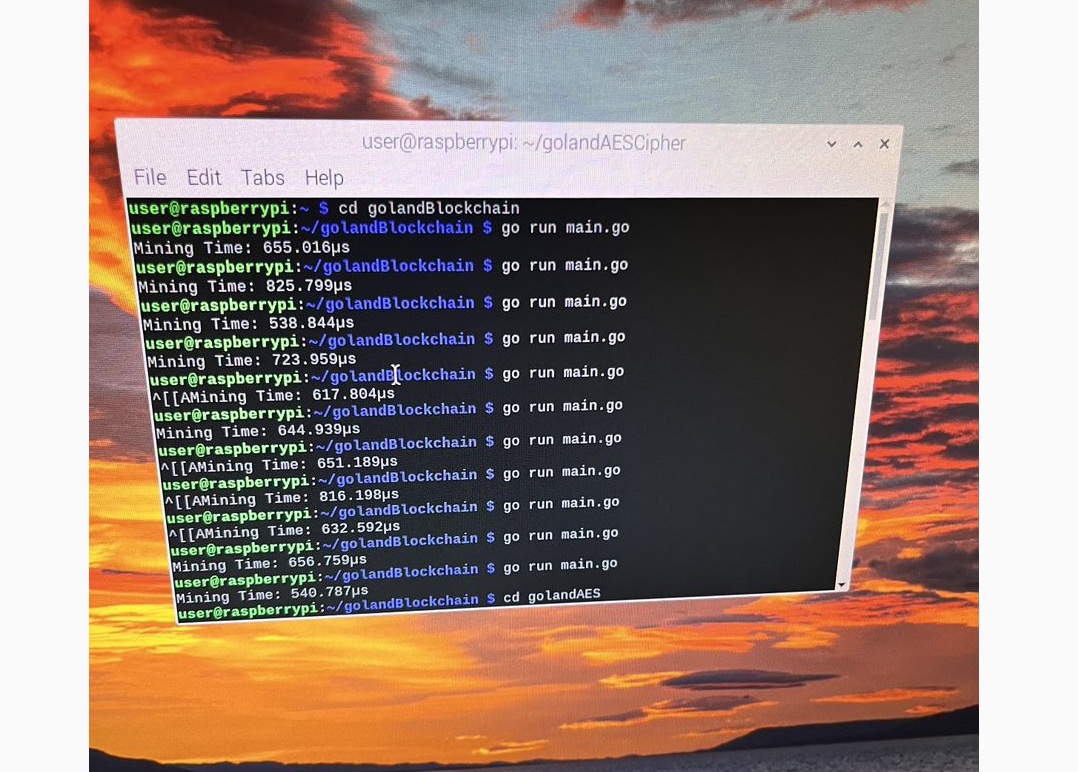 user@raspberrypi: ~/golandAESCipher
File Edit Tabs Help
user@raspberrypi:~ $ cd golandBlockchain
user@raspberrypi:~/golandBlockchain $ go run main.go
Mining Time: 655.016µs
user@raspberrypi:~/golandBlockchain $ go run main.go
Mining Time: 825.799µs
user@raspberrypi:~/golandBlockchain $ go run main.go
Mining Time: 538.844µs
user@raspberrypi:~/golandBlockchain $ go run main.go
Mining Time: 723.959µs
user@raspberrypi:~/golandBlockchain $ go run main.go
^[[AMining Time: 617.804µs
user@raspberrypi:~/golandBlockchain $ go run main.go
Mining Time: 644.939µs
user@raspberrypi:~/golandBlockchain $ go run main.go
^[[AMining Time: 651.189µs
user@raspberrypi:~/golandBlockchain $ go run main.go
^[[AMining Time: 816.198µs
user@raspberrypi:~/golandBlockchain $ go run main.go
^[[AMining Time: 632.592µs
user@raspberrypi:~/golandBlockchain $ go run main.go
Mining Time: 656.759µs
user@raspberrypi:~/golandBlockchain $ go run main.go
Mining Time: 540.787µs
user@raspberrypi:~/golandBlockchain $ cd golandAES